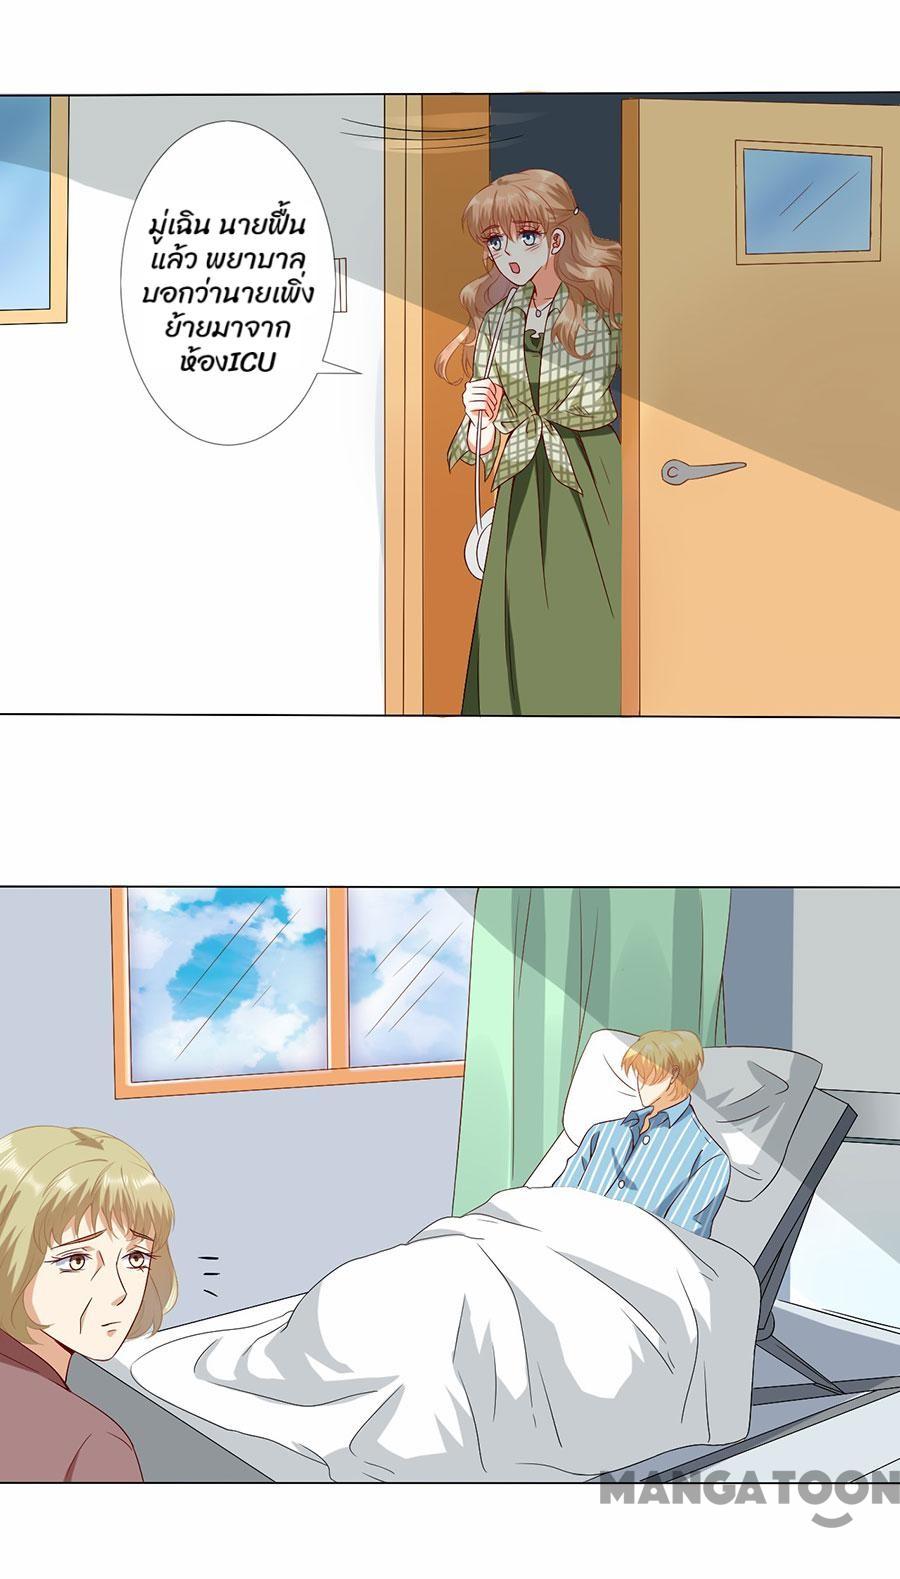 มู่เฉิน นายฟื้น
แล้ว พยาบาล
บอกว่านายเพิ่ง
ย้ายมาจาก
ห้องICU
MANGATOON